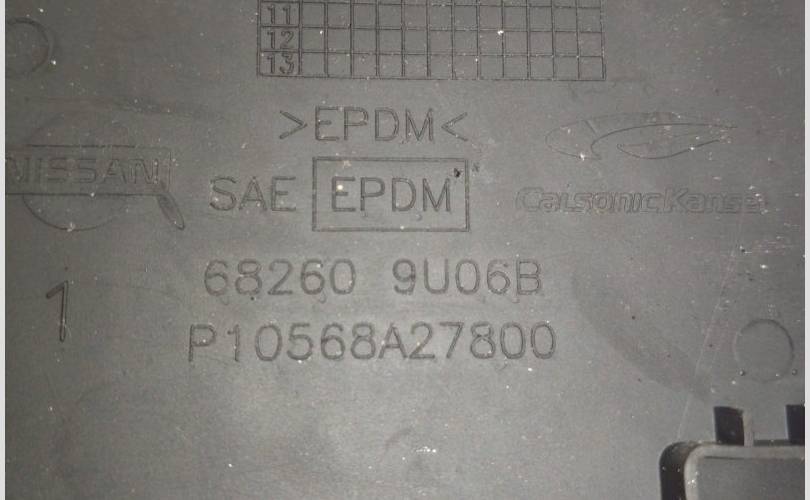 11
12
13
>EPDM<
NISSAN
SAE EPDM
CalsonicKansei
68260 9U06B
1
P10568A27800